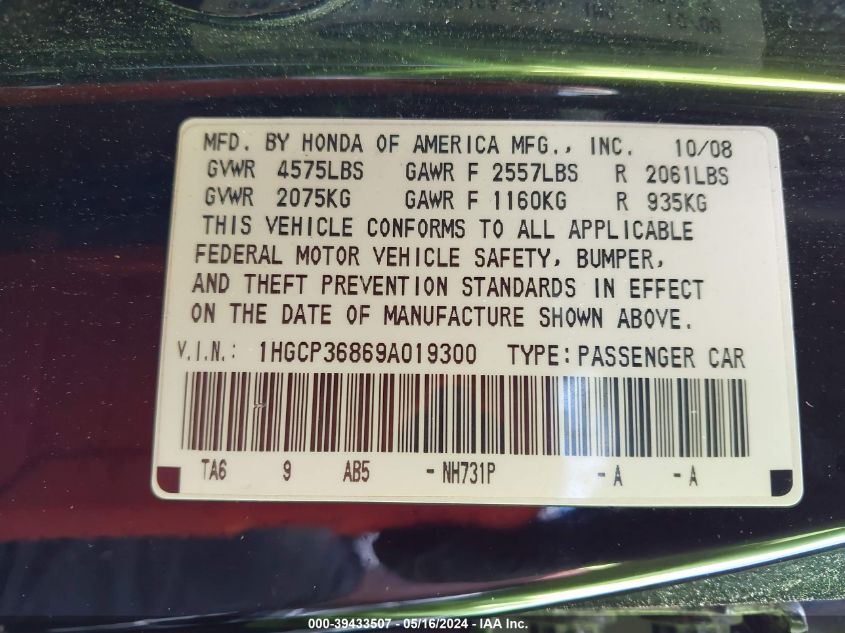 MFD. BY HONDA OF AMERICA MFG., INC. 10/08
GVWR 4575LBS GAWR F 2557LBS R 2061LBS
GVWR 2075KG GAWR F 1160KG R 935KG
THIS VEHICLE CONFORMS TO ALL APPLICABLE
FEDERAL MOTOR VEHICLE SAFETY, BUMPER,
AND THEFT PREVENTION STANDARDS IN EFFECT
ON THE DATE OF MANUFACTURE SHOWN ABOVE.
V.I.N.: 1HGCP36869A019300 TYPE: PASSENGER CAR
TA6 9 AB5 - NH731P - A - A
000-39433507 - 05/16/2024 - IAA Inc.